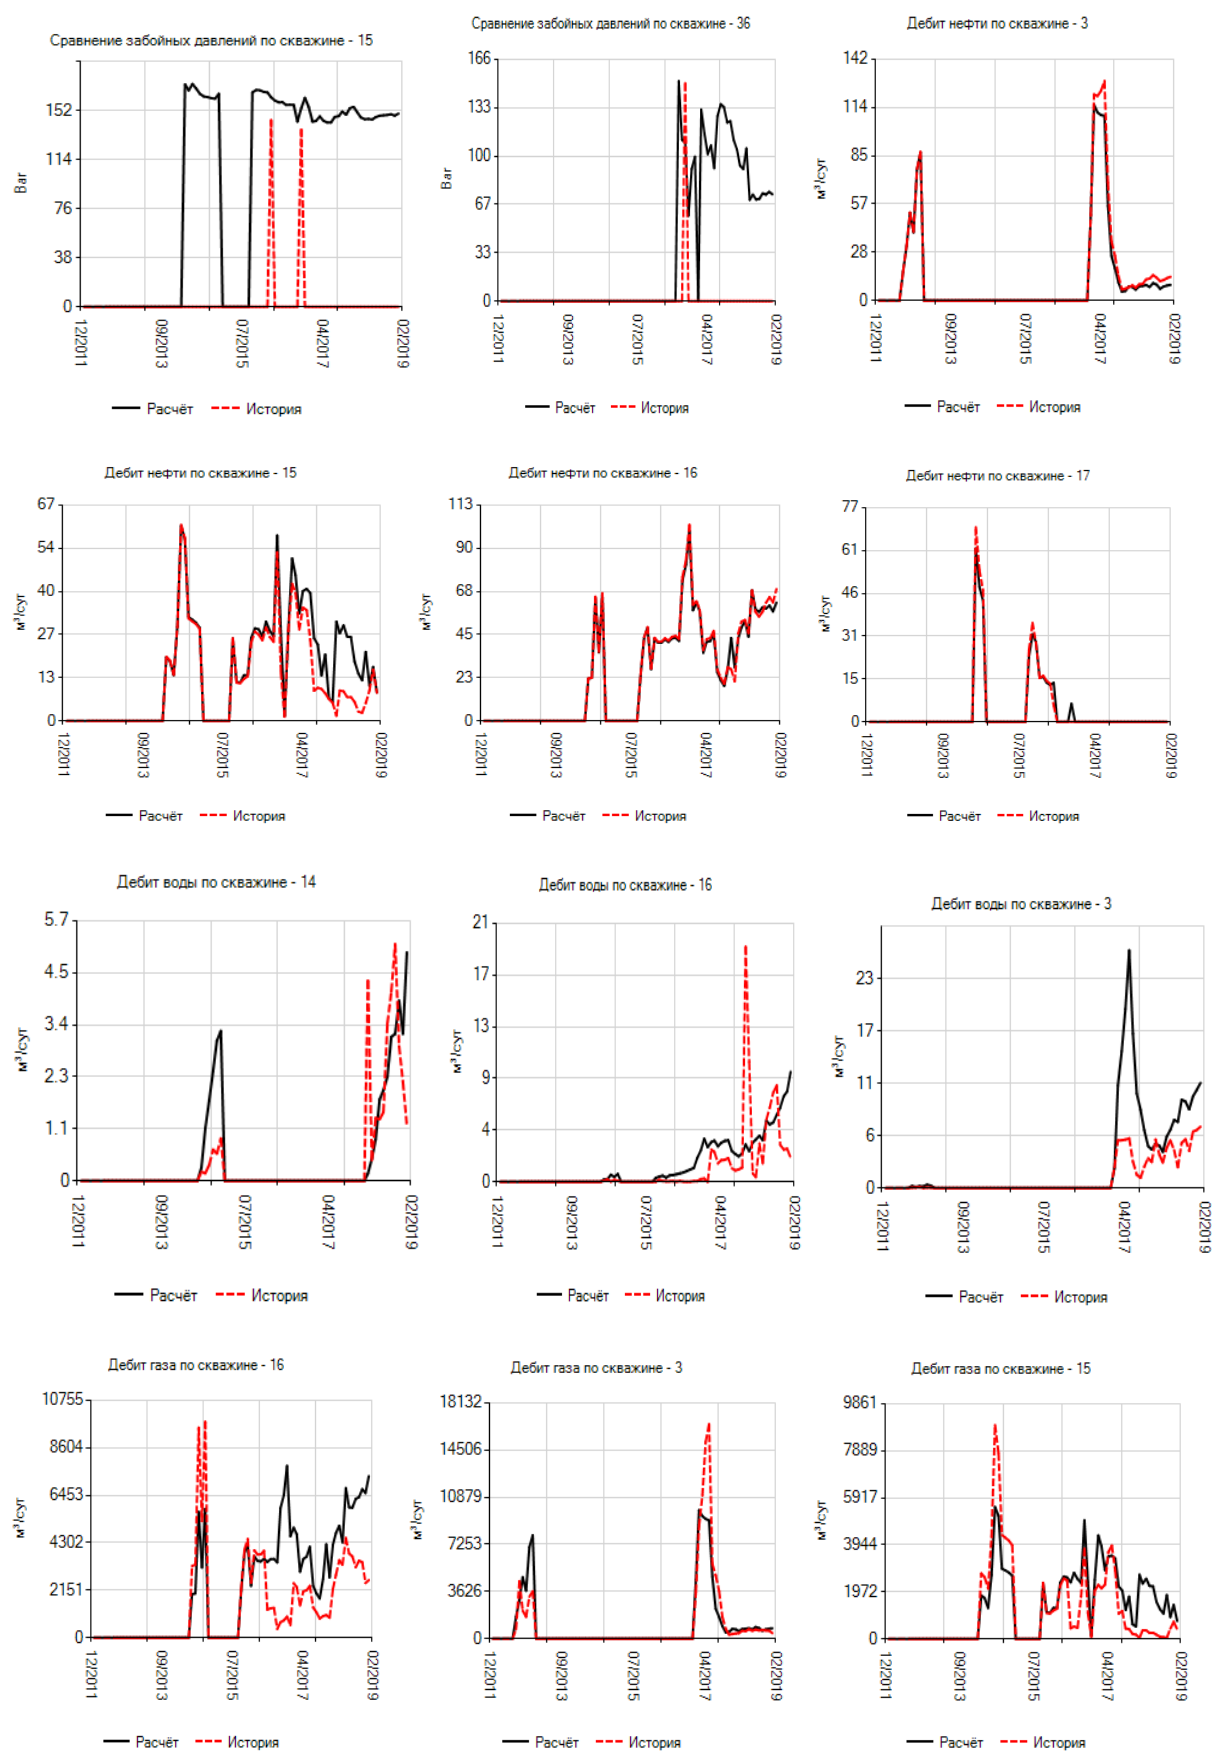 Сравнение забойных давлений по скважине - 15
152
114
76
38
0
Bar
12/2011
09/2013
07/2015
04/2017
02/2019
Расчёт
История
Сравнение забойных давлений по скважине - 36
166
133
100
67
33
0
Bar
12/2011
09/2013
07/2015
04/2017
02/2019
Расчёт
История
Дебит нефти по скважине - 3
142
114
85
57
28
0
м³/сут
12/2011
09/2013
07/2015
04/2017
02/2019
Расчёт
История
Дебит нефти по скважине - 15
67
54
40
27
13
0
м³/сут
12/2011
09/2013
07/2015
04/2017
02/2019
Расчёт
История
Дебит нефти по скважине - 16
113
90
68
45
23
0
м³/сут
12/2011
09/2013
07/2015
04/2017
02/2019
Расчёт
История
Дебит нефти по скважине - 17
77
61
46
31
15
0
м³/сут
12/2011
09/2013
07/2015
04/2017
02/2019
Расчёт
История
Дебит воды по скважине - 14
5.7
4.5
3.4
2.3
1.1
0
м³/сут
12/2011
09/2013
07/2015
04/2017
02/2019
Расчёт
История
Дебит воды по скважине - 16
21
17
13
9
4
0
м³/сут
12/2011
09/2013
07/2015
04/2017
02/2019
Расчёт
История
Дебит воды по скважине - 3
23
17
11
6
0
м³/сут
12/2011
09/2013
07/2015
04/2017
02/2019
Расчёт
История
Дебит газа по скважине - 16
10755
8604
6453
4302
2151
0
м³/сут
12/2011
09/2013
07/2015
04/2017
02/2019
Расчёт
История
Дебит газа по скважине - 3
18132
14506
10879
7253
3626
0
м³/сут
12/2011
09/2013
07/2015
04/2017
02/2019
Расчёт
История
Дебит газа по скважине - 15
9861
7889
5917
3944
1972
0
м³/сут
12/2011
09/2013
07/2015
04/2017
02/2019
Расчёт
История